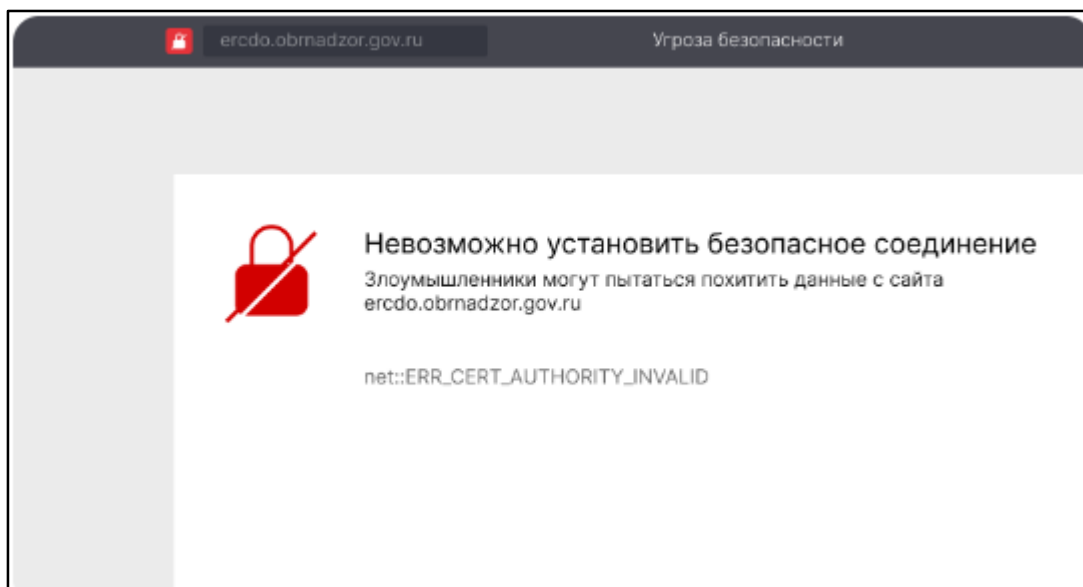 ercdo.obrnadzor.gov.ru Угроза безопасности
Невозможно установить безопасное соединение
Злоумышленники могут пытаться похитить данные с сайта
ercdo.obrnadzor.gov.ru
net::ERR_CERT_AUTHORITY_INVALID